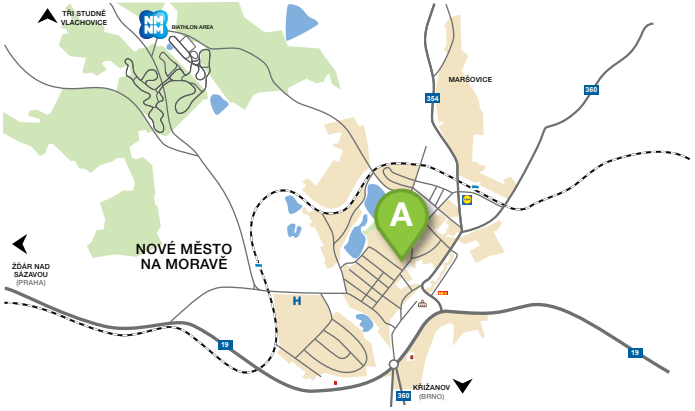 TŘI STUDNĚ
VLACHOVICE
NM
NM
BIATHLON AREA
360
354
MARŠOVICE
A
NOVÉ MĚSTO
NA MORAVĚ
ŽĎÁR NAD
SÁZAVOU
(PRAHA)
H
19
19
KŘIŽANOV
(BRNO)
360